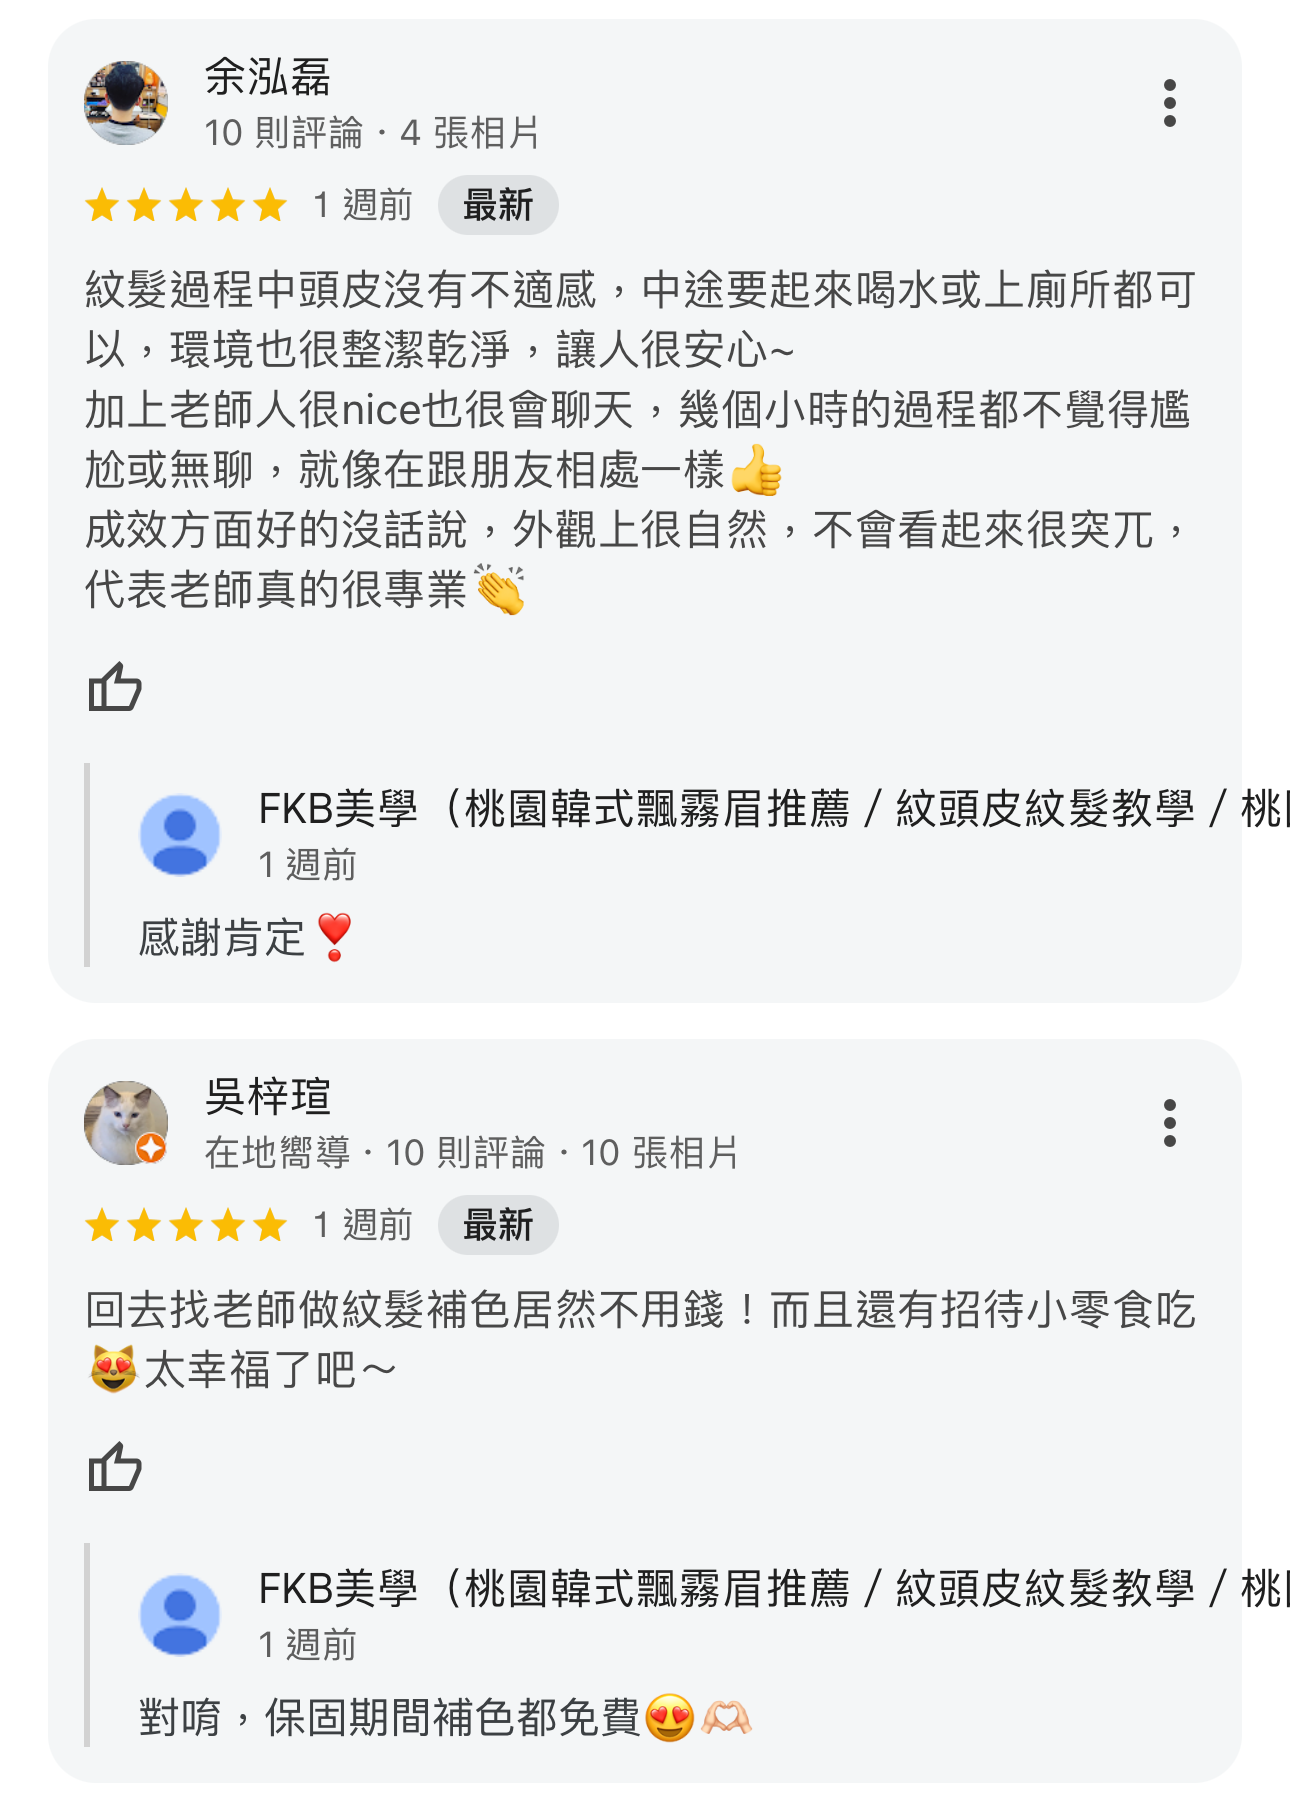 余泓磊
10 則評論 · 4 張相片
1 週前 最新
紋髮過程中頭皮沒有不適感，中途要起來喝水或上廁所都可
以，環境也很整潔乾淨，讓人很安心~
加上老師人很nice也很會聊天，幾個小時的過程都不覺得尷
尬或無聊，就像在跟朋友相處一樣👍
成效方面好的沒話說，外觀上很自然，不會看起來很突兀，
代表老師真的很專業👏
FKB美學（桃園韓式飄霧眉推薦 / 紋頭皮紋髮教學 / 桃
1 週前
感謝肯定❣️
吳梓瑄
在地嚮導 · 10 則評論 · 10 張相片
1 週前 最新
回去找老師做紋髮補色居然不用錢！而且還有招待小零食吃
😻太幸福了吧～
FKB美學（桃園韓式飄霧眉推薦 / 紋頭皮紋髮教學 / 桃
1 週前
對唷，保固期間補色都免費😍🫶🏻